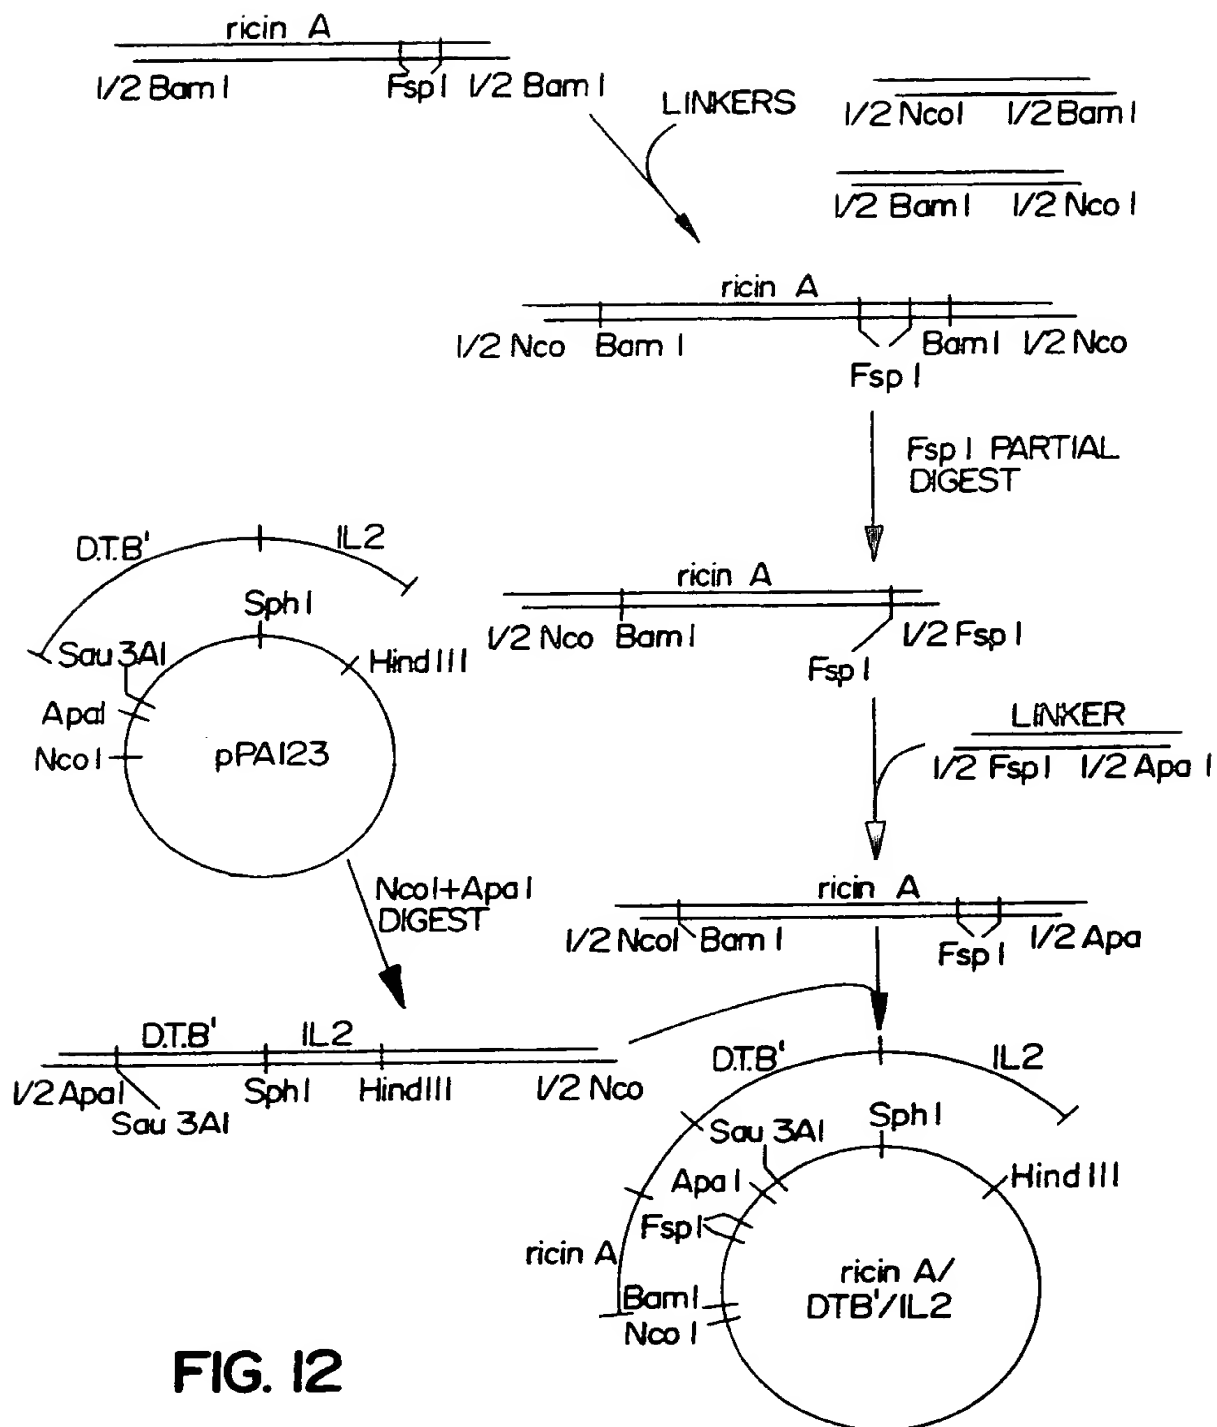 ricin A
1/2 Bam I
Fsp I
1/2 Bam I
LINKERS
1/2 Nco I
1/2 Bam I
1/2 Bam I
1/2 Nco I
ricin A
1/2 Nco
Bam I
Bam I
1/2 Nco
Fsp I
Fsp I PARTIAL
DIGEST
D.T.B'
IL2
Sph I
Sau 3AI
Hind III
Apa I
Nco I
pPA123
ricin A
1/2 Nco
Bam I
1/2 Fsp I
Fsp I
LINKER
1/2 Fsp I
1/2 Apa I
Nco I + Apa I
DIGEST
ricin A
1/2 Nco I
Bam I
Fsp I
1/2 Apa
D.T.B'
IL2
1/2 Apa I
Sph I
Hind III
1/2 Nco
Sau 3AI
D.T.B'
IL2
Sph I
Sau 3AI
Apa I
Hind III
Fsp I
ricin A
Bam I
Nco I
ricin A/
DTB'/IL2
FIG. 12